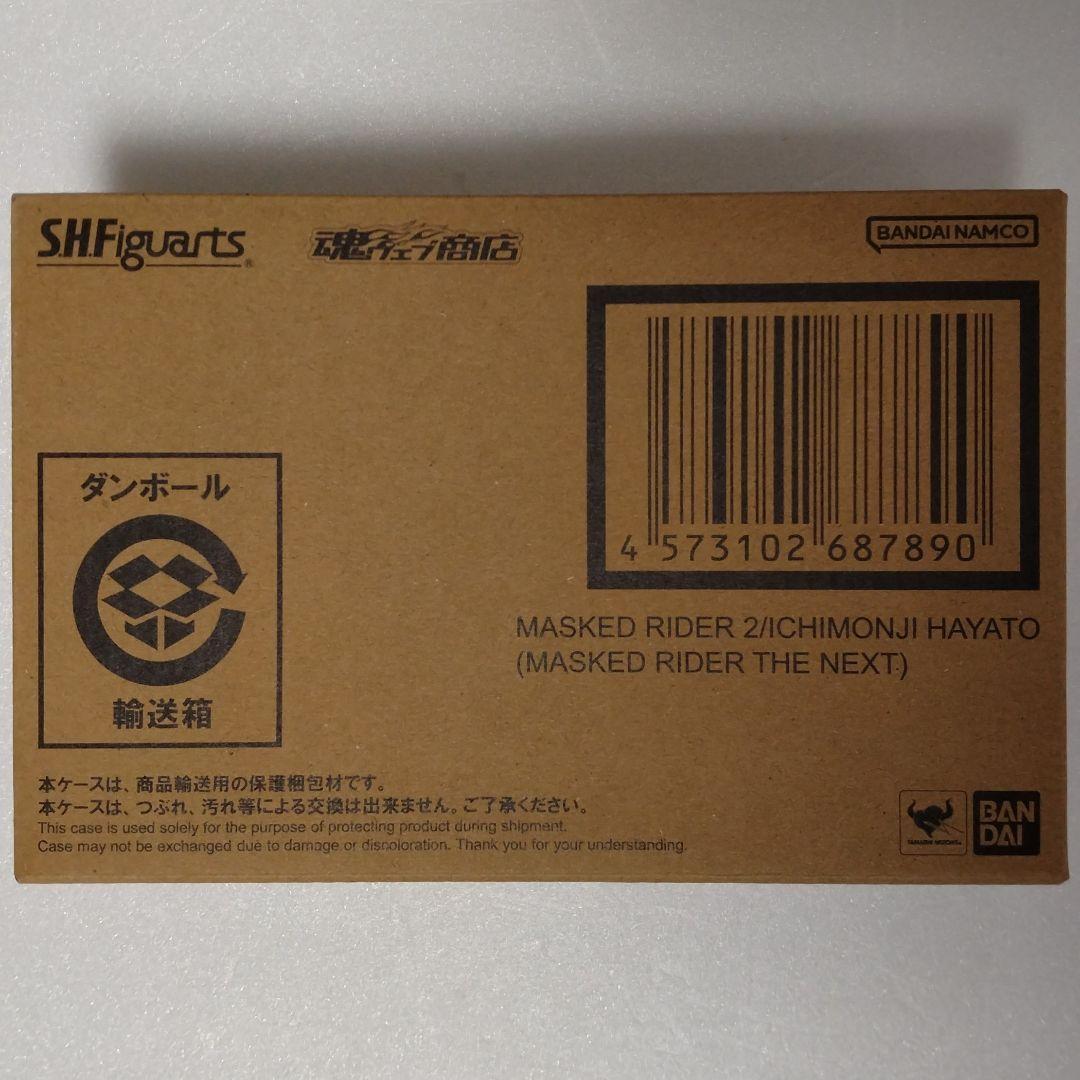 S.H.Figuarts®
魂ウェブ商店
BANDAI NAMCO
4 573102 687890
MASKED RIDER 2/ICHIMONJI HAYATO
(MASKED RIDER THE NEXT)
ダンボール
輸送箱
本ケースは、商品輸送用の保護梱包材です。
本ケースは、つぶれ、汚れ等による交換は出来ません。ご了承ください。
This case is used solely for the purpose of protecting product during shipment.
Case may not be exchanged due to damage or discoloration. Thank you for your understanding.
TAMASHII NATIONS
BAN
DAI